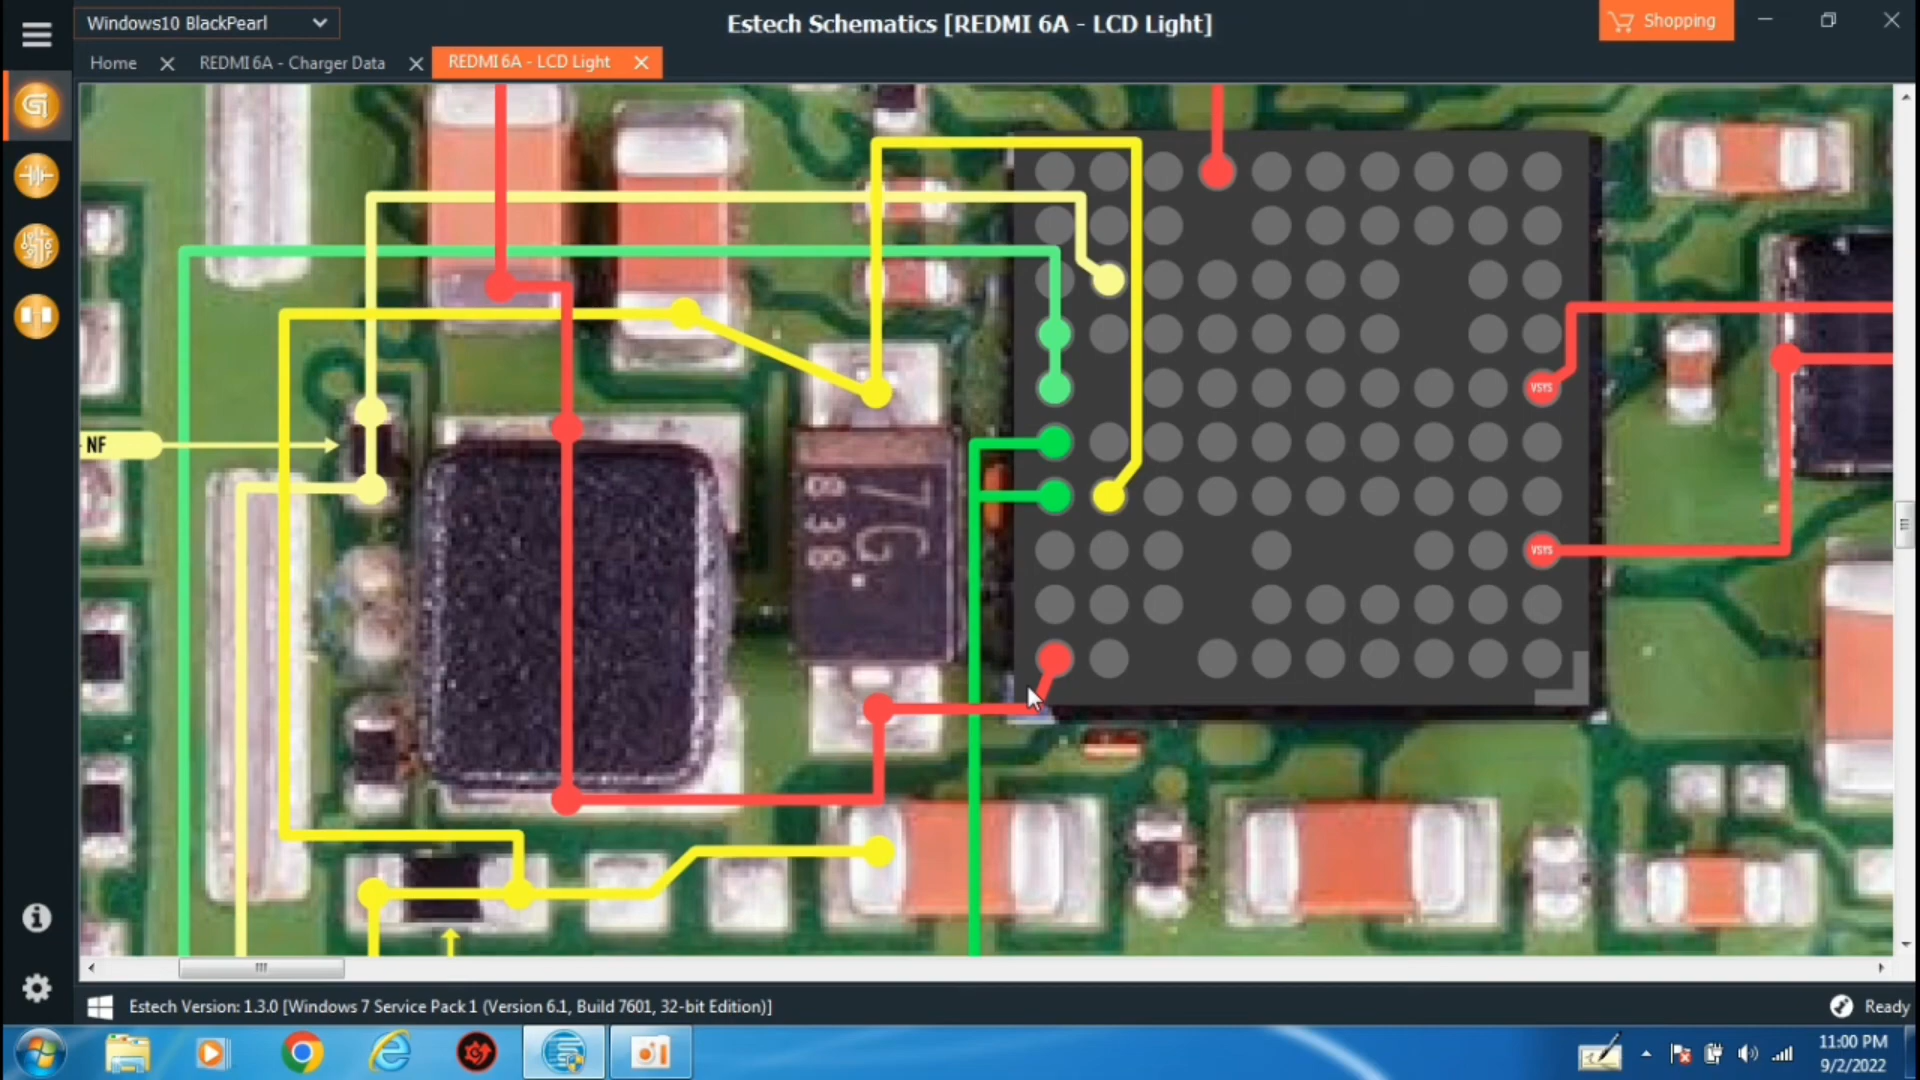 Windows10 BlackPearl
Estech Schematics [REDMI 6A - LCD Light]
Shopping
Home
REDMI 6A - Charger Data
REDMI 6A - LCD Light
NF
7G.
838
VSYS
VSYS
Estech Version: 1.3.0 [Windows 7 Service Pack 1 (Version 6.1, Build 7601, 32-bit Edition)]
Ready
11:00 PM
9/2/2022